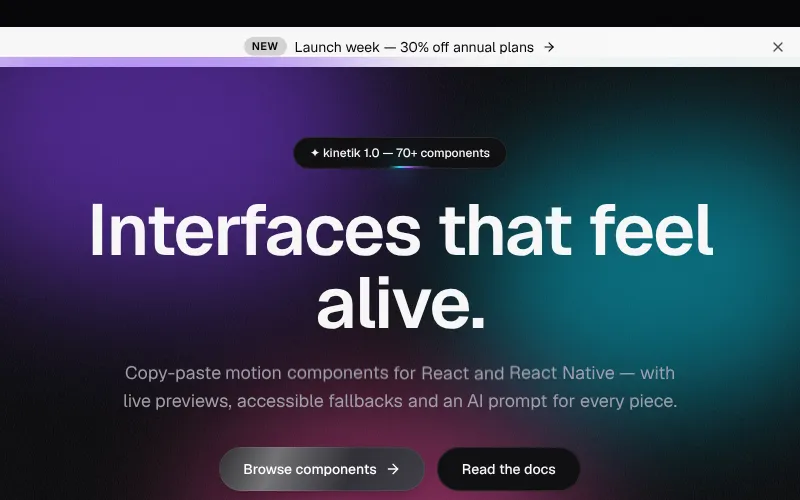 NEW Launch week — 30% off annual plans →
✦ kinetik 1.0 — 70+ components
Interfaces that feel
alive.
Copy-paste motion components for React and React Native — with
live previews, accessible fallbacks and an AI prompt for every piece.
Browse components →
Read the docs